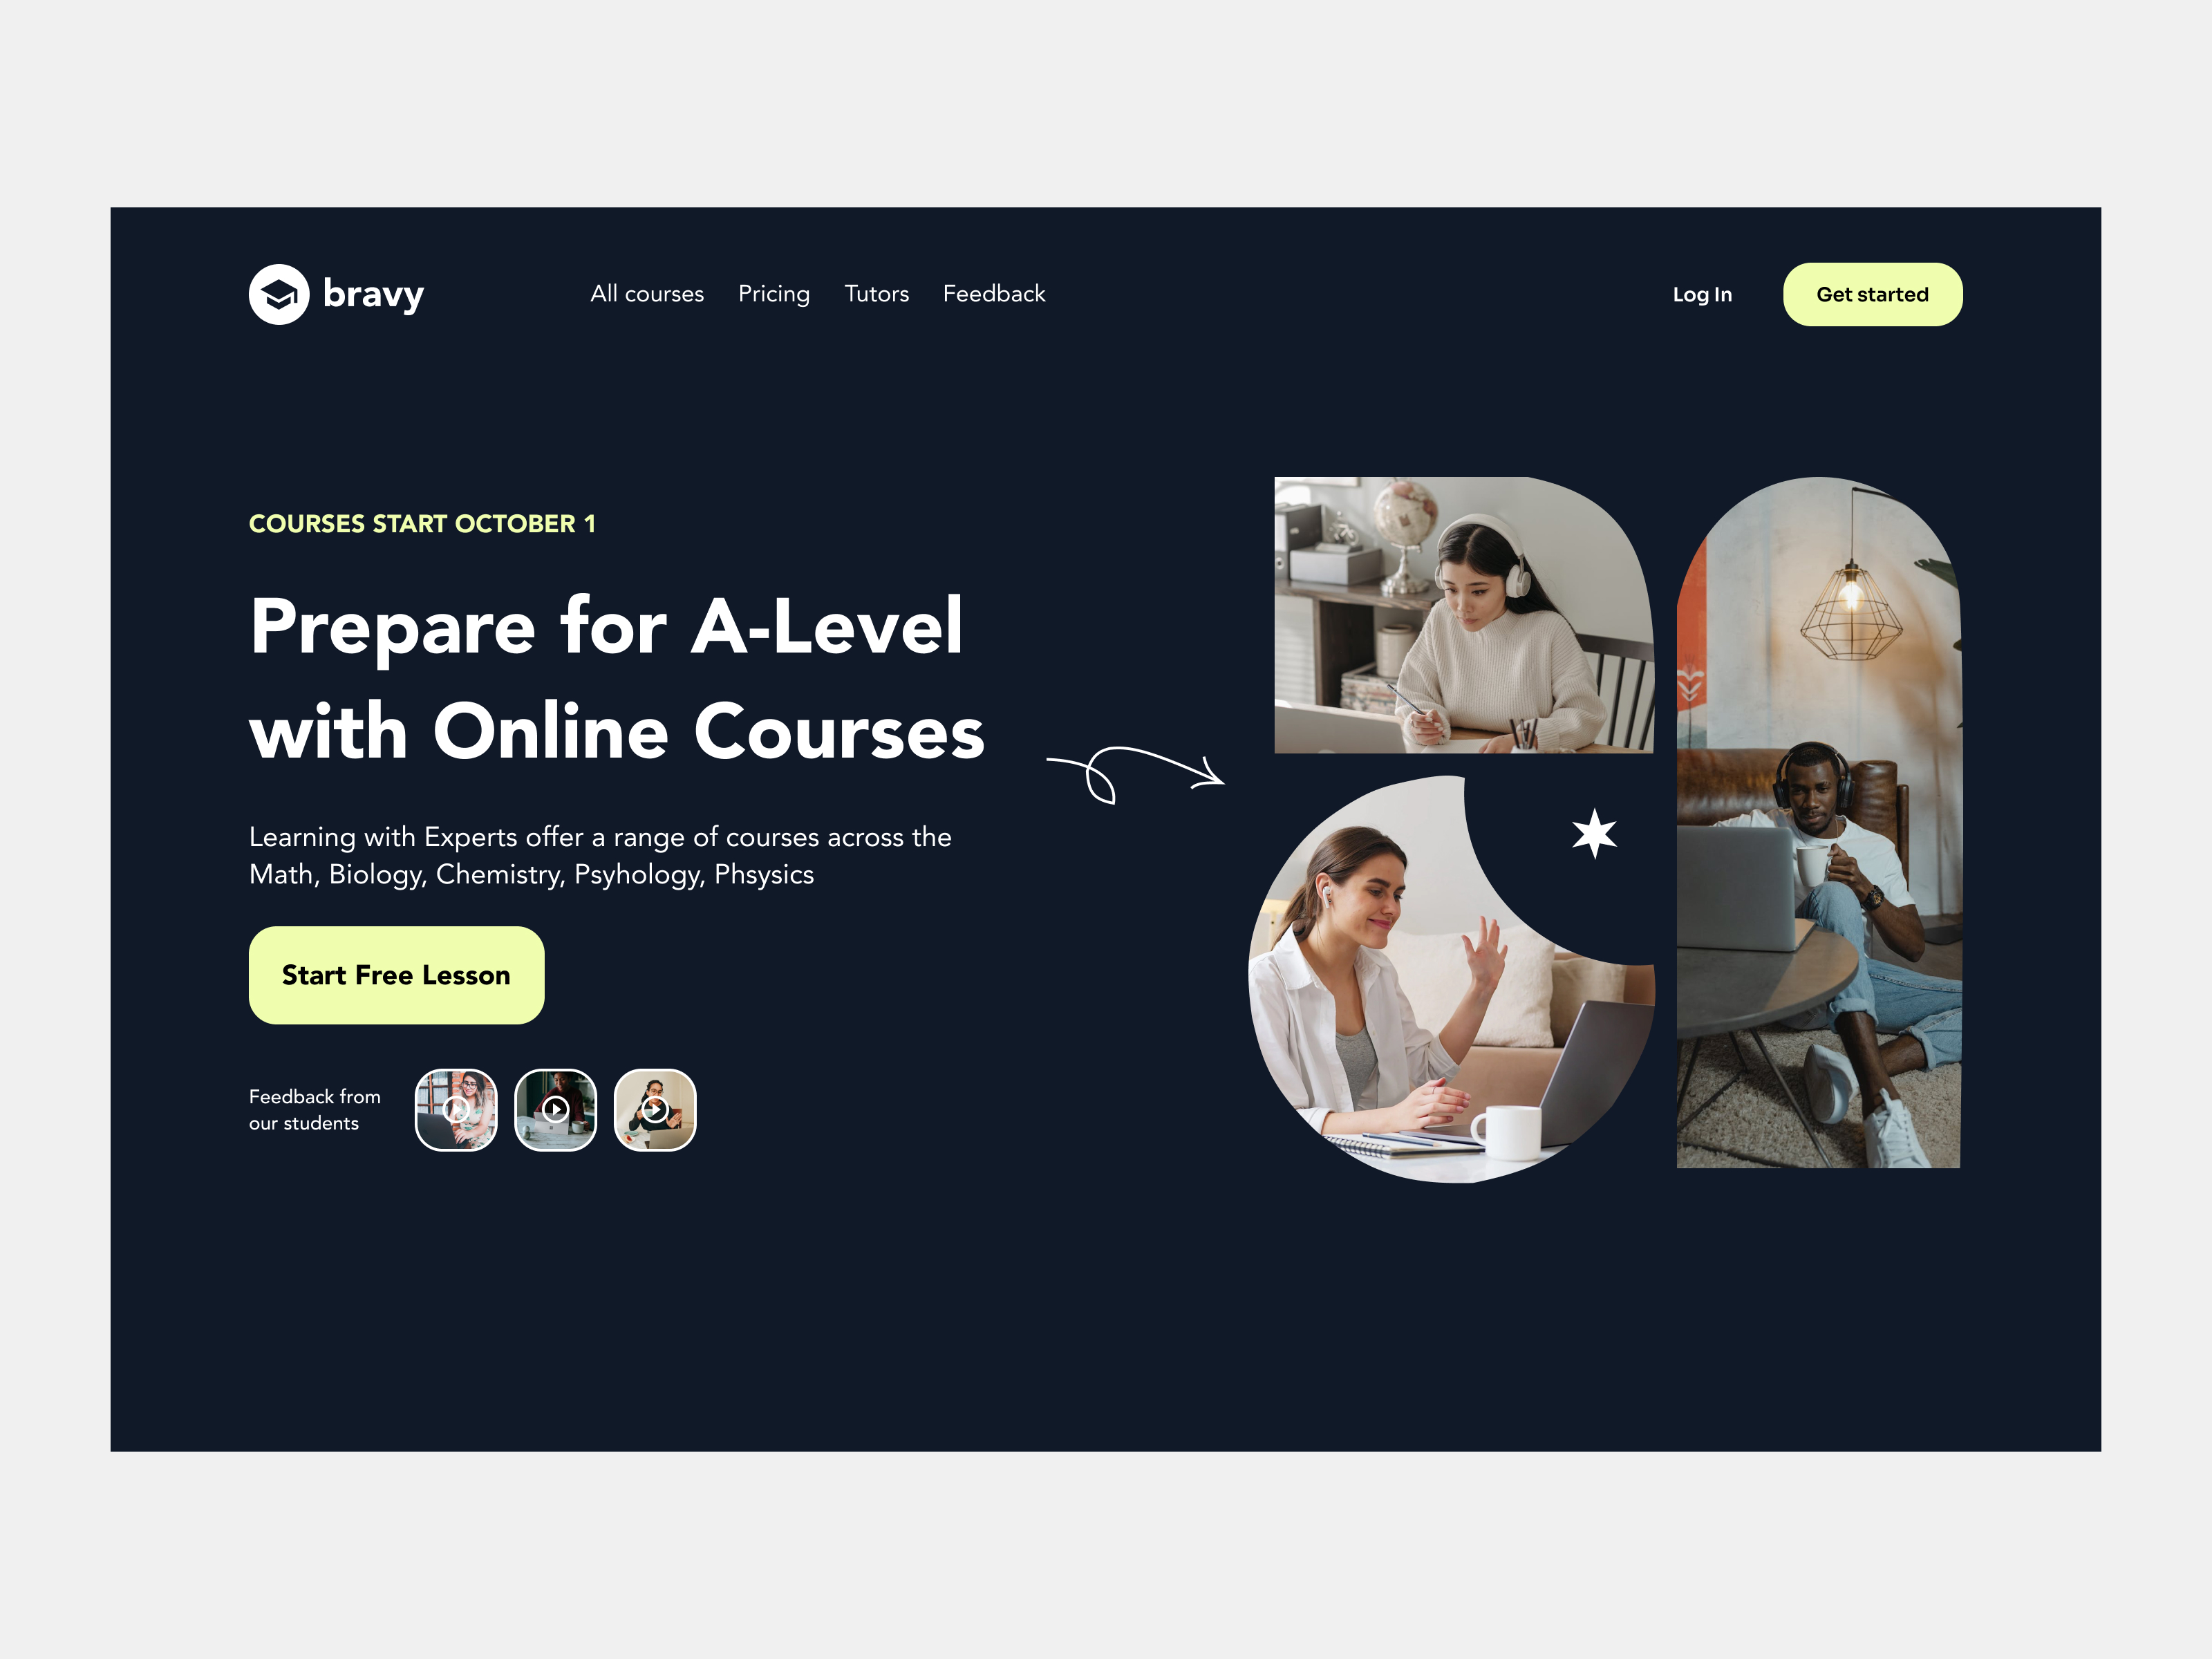 bravy
All courses
Pricing
Tutors
Feedback
Log In
Get started
COURSES START OCTOBER 1
Prepare for A-Level
with Online Courses
Learning with Experts offer a range of courses across the
Math, Biology, Chemistry, Psyhology, Phsysics
Start Free Lesson
Feedback from
our students